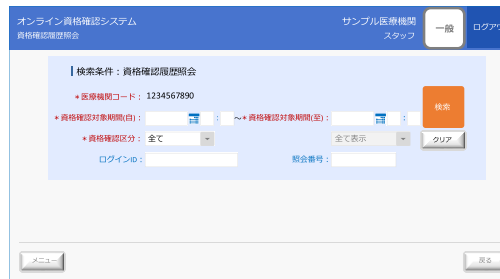 オンライン資格確認システム サンプル医療機関 一般 ログアウ
資格確認履歴照会 スタッフ
検索条件：資格確認履歴照会
*医療機関コード： 1234567890
検索
*資格確認対象期間(自)： ： ～*資格確認対象期間(至)： ：
*資格確認区分： 全て 全て表示 クリア
ログインID： 照会番号：
メニュー 戻る